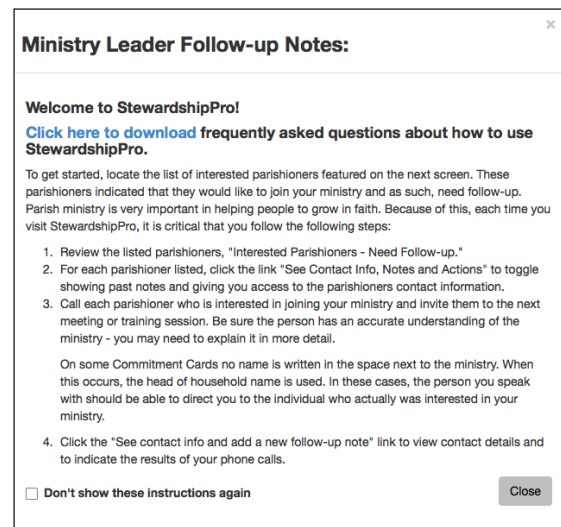 ×
Ministry Leader Follow-up Notes:
Welcome to StewardshipPro!
Click here to download frequently asked questions about how to use
StewardshipPro.
To get started, locate the list of interested parishioners featured on the next screen. These
parishioners indicated that they would like to join your ministry and as such, need follow-up.
Parish ministry is very important in helping people to grow in faith. Because of this, each time you
visit StewardshipPro, it is critical that you follow the following steps:
1. Review the listed parishioners, "Interested Parishioners - Need Follow-up."
2. For each parishioner listed, click the link "See Contact Info, Notes and Actions" to toggle
showing past notes and giving you access to the parishioners contact information.
3. Call each parishioner who is interested in joining your ministry and invite them to the next
meeting or training session. Be sure the person has an accurate understanding of the
ministry - you may need to explain it in more detail.
On some Commitment Cards no name is written in the space next to the ministry. When
this occurs, the head of household name is used. In these cases, the person you speak
with should be able to direct you to the individual who actually was interested in your
ministry.
4. Click the "See contact info and add a new follow-up note" link to view contact details and
to indicate the results of your phone calls.
Don't show these instructions again
Close